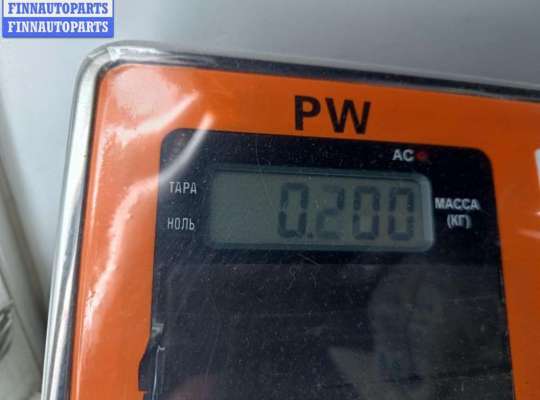 FINNAUTOPARTS
FINNAUTOPARTS
PW
AC
ТАРА
0.200
МАССА
(КГ)
НОЛЬ